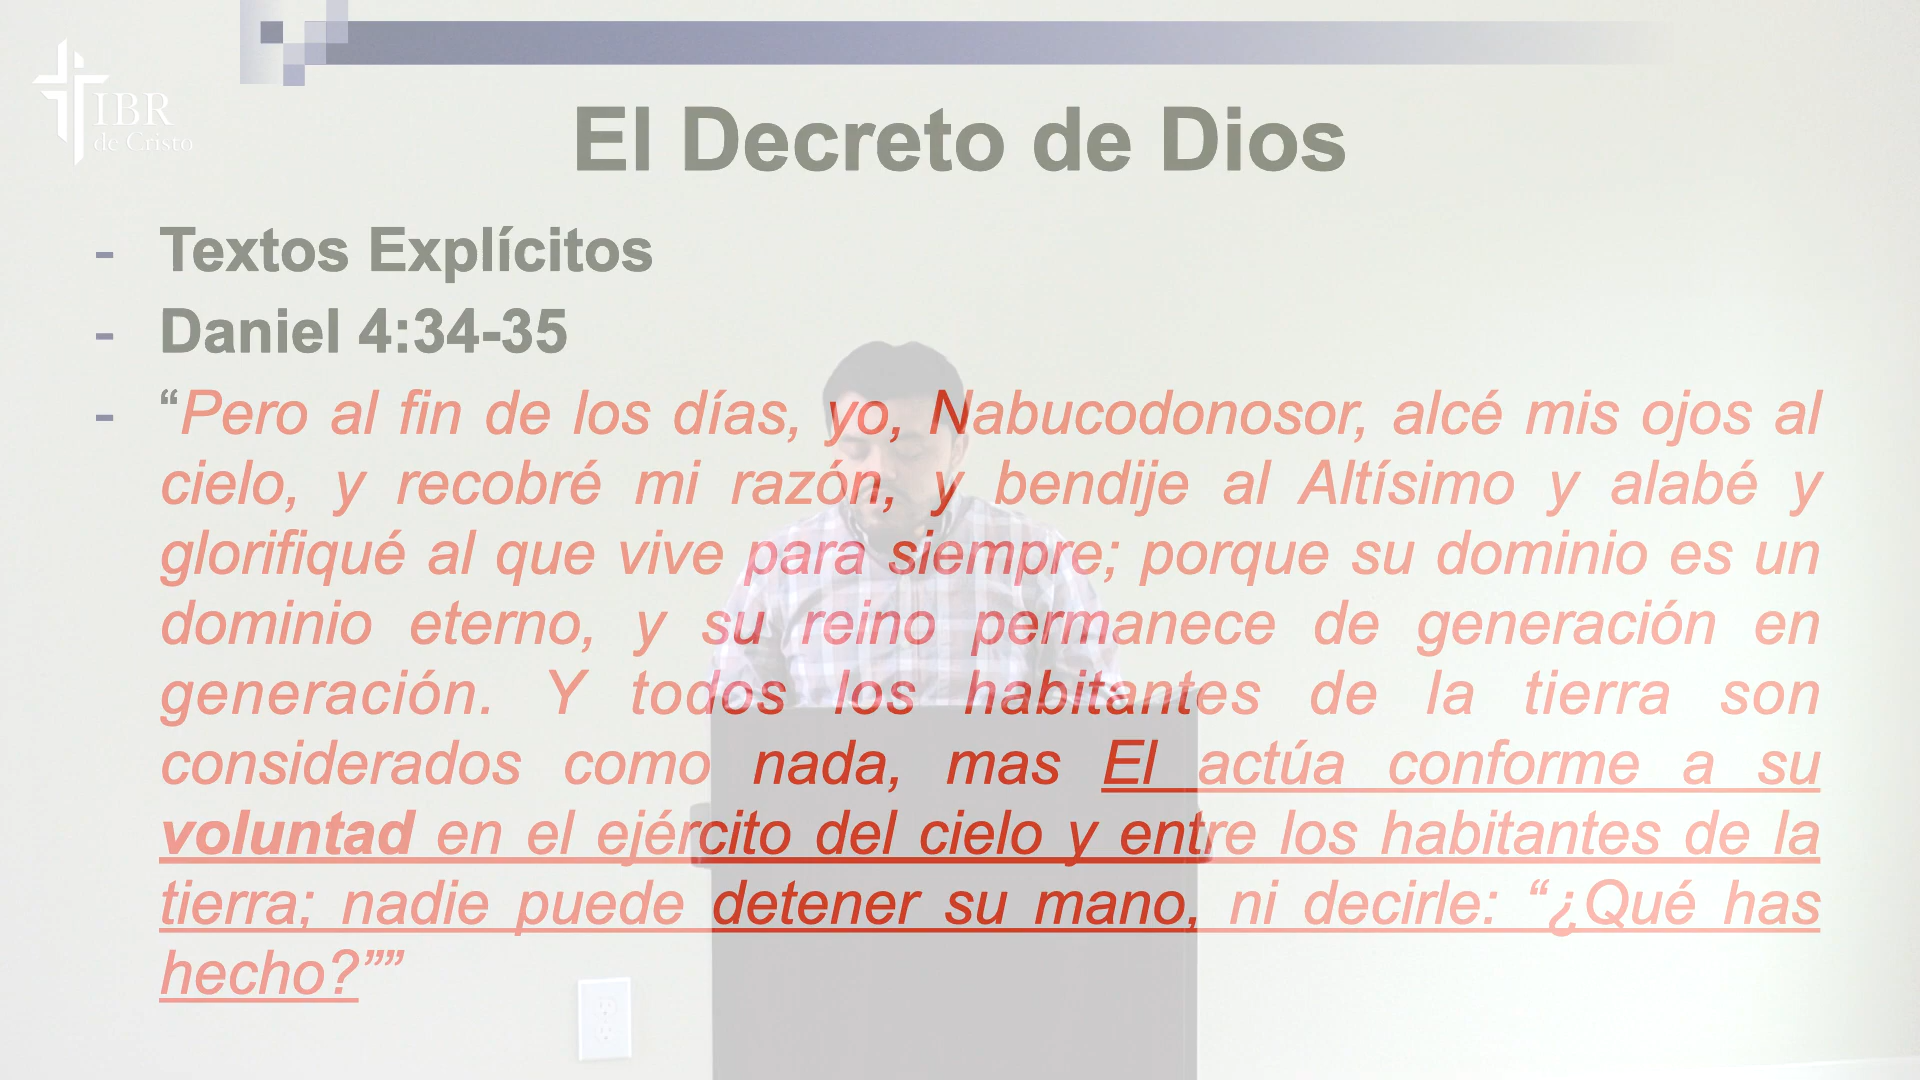 IBR
de Cristo
El Decreto de Dios
- Textos Explícitos
- Daniel 4:34-35
- “Pero al fin de los días, yo, Nabucodonosor, alcé mis ojos al
cielo, y recobré mi razón, y bendije al Altísimo y alabé y
glorifiqué al que vive para siempre; porque su dominio es un
dominio eterno, y su reino permanece de generación en
generación. Y todos los habitantes de la tierra son
considerados como nada, mas El actúa conforme a su
voluntad en el ejército del cielo y entre los habitantes de la
tierra; nadie puede detener su mano, ni decirle: “¿Qué has
hecho?””